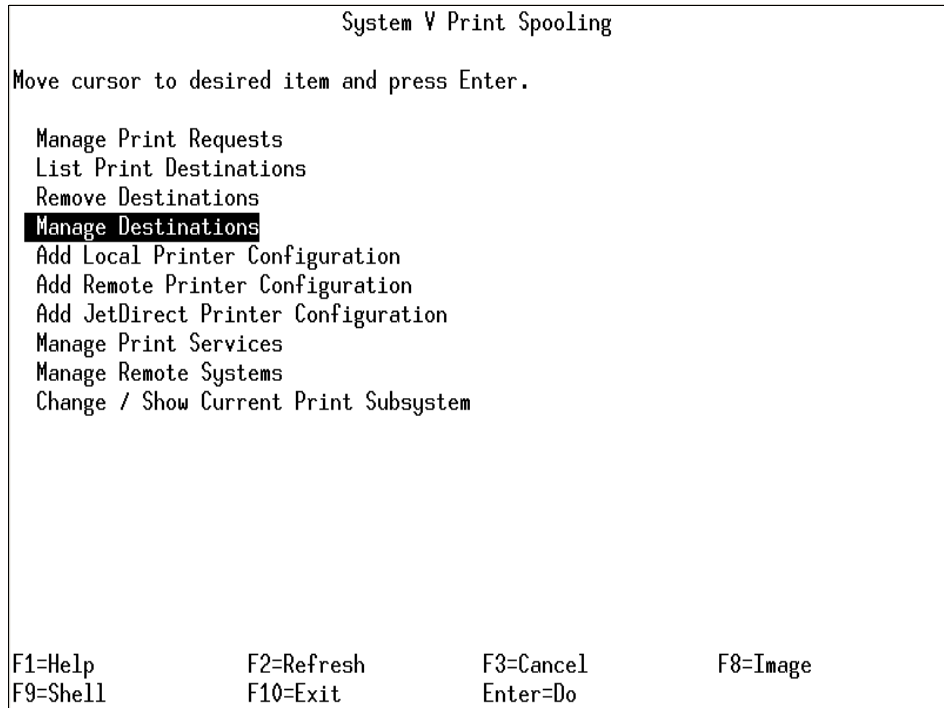 System V Print Spooling
Move cursor to desired item and press Enter.
Manage Print Requests
List Print Destinations
Remove Destinations
Manage Destinations
Add Local Printer Configuration
Add Remote Printer Configuration
Add JetDirect Printer Configuration
Manage Print Services
Manage Remote Systems
Change / Show Current Print Subsystem
F1=Help F2=Refresh F3=Cancel F8=Image
F9=Shell F10=Exit Enter=Do